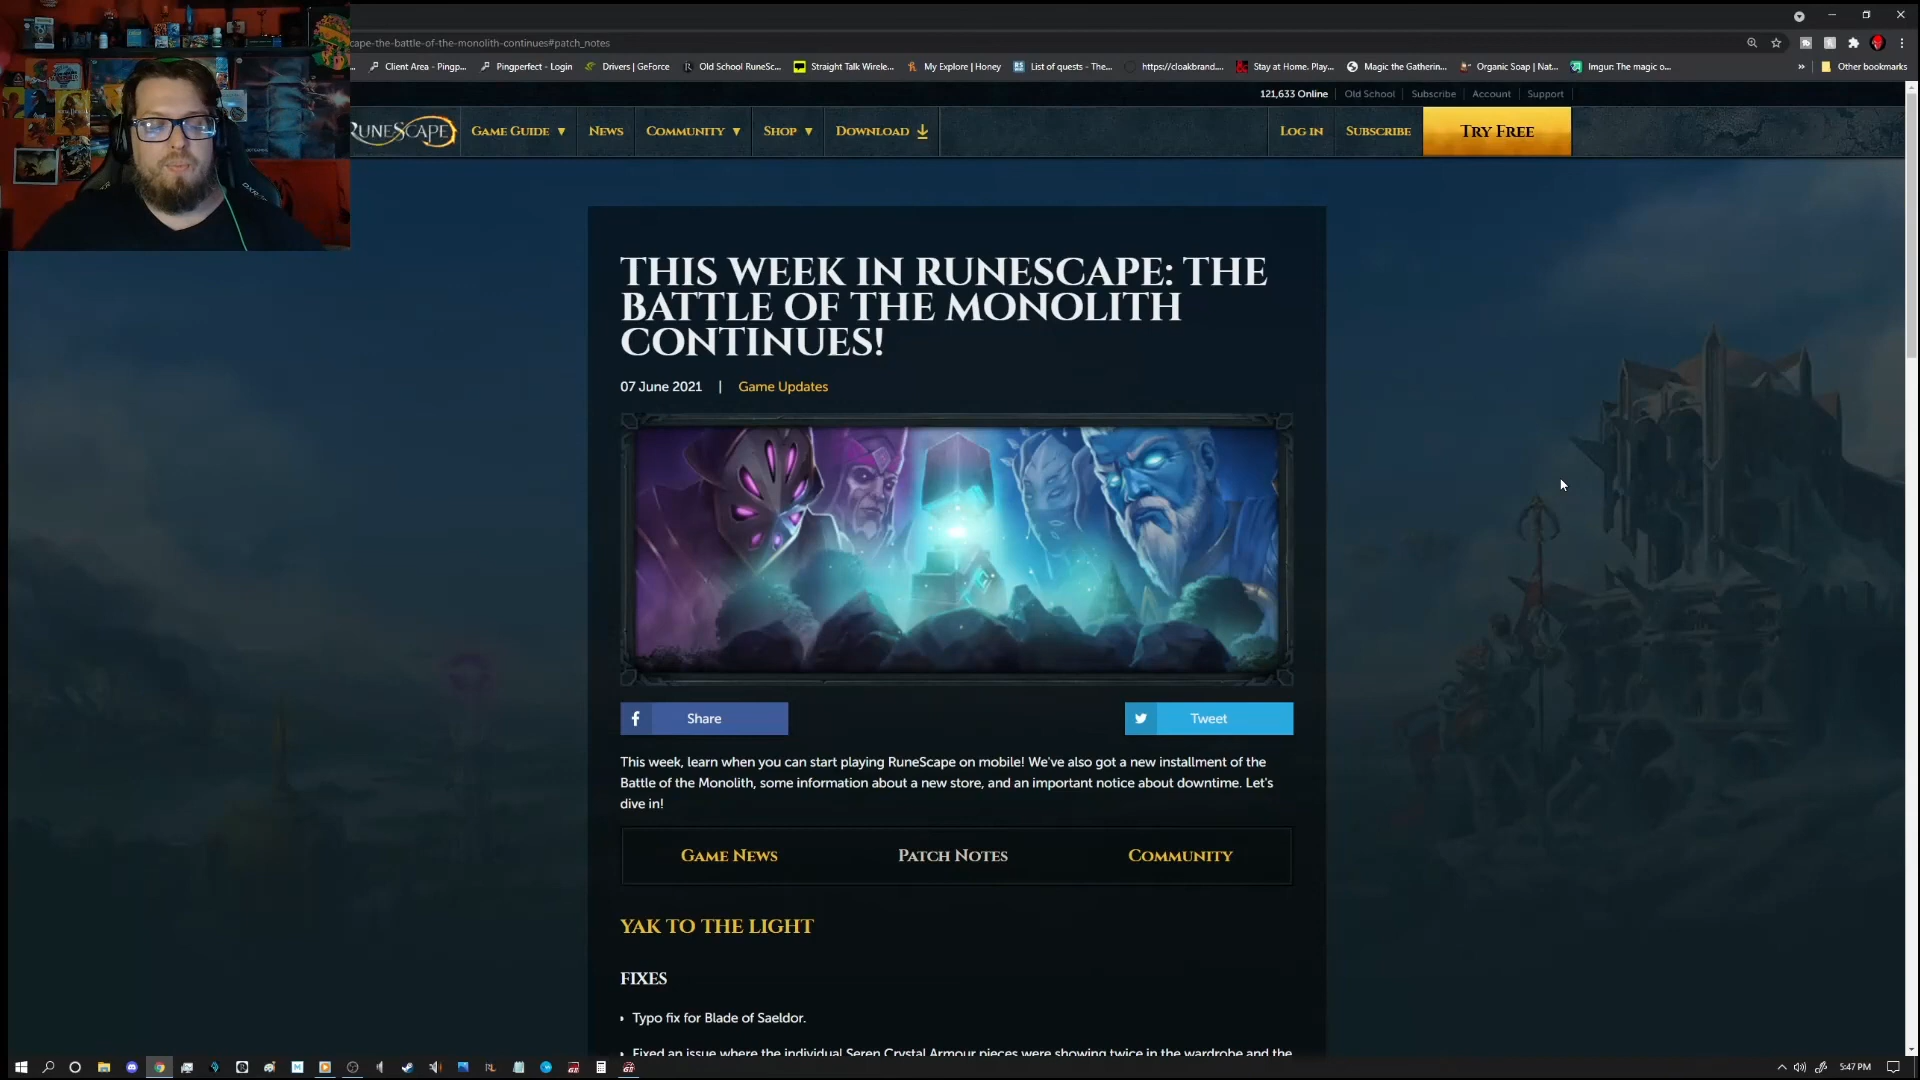 cape-the-battle-of-the-monolith-continues#patch_notes
Client Area - Pingp... Pingperfect - Login Drivers | GeForce Old School RuneSc... Straight Talk Wirele... My Explore | Honey List of quests - The... https://cloakbrand.... Stay at Home. Play... Magic the Gatherin... Organic Soap | Nat... Imgur: The magic o... » Other bookmarks
121,633 Online Old School Subscribe Account Support
RUNESCAPE GAME GUIDE NEWS COMMUNITY SHOP DOWNLOAD LOG IN SUBSCRIBE TRY FREE
THIS WEEK IN RUNESCAPE: THE
BATTLE OF THE MONOLITH
CONTINUES!
07 June 2021 | Game Updates
Share Tweet
This week, learn when you can start playing RuneScape on mobile! We've also got a new installment of the
Battle of the Monolith, some information about a new store, and an important notice about downtime. Let's
dive in!
GAME NEWS PATCH NOTES COMMUNITY
YAK TO THE LIGHT
FIXES
• Typo fix for Blade of Saeldor.
• Fixed an issue where the individual Seren Crystal Armour pieces were showing twice in the wardrobe and the
5:47 PM